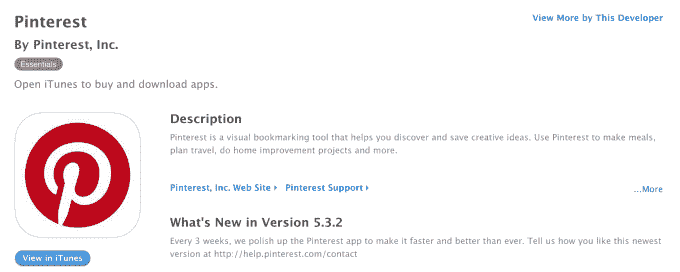 Pinterest
View More by This Developer
By Pinterest, Inc.
Essentials
Open iTunes to buy and download apps.
Description
Pinterest is a visual bookmarking tool that helps you discover and save creative ideas. Use Pinterest to make meals,
plan travel, do home improvement projects and more.
Pinterest, Inc. Web Site
Pinterest Support
...More
What's New in Version 5.3.2
Every 3 weeks, we polish up the Pinterest app to make it faster and better than ever. Tell us how you like this newest
version at http://help.pinterest.com/contact
View in iTunes